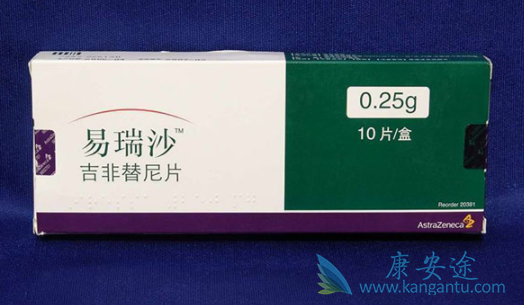 易瑞沙™
吉非替尼片
0.25g
10片/盒
Reorder 20391
AstraZeneca
康安途
www.kangantu.com